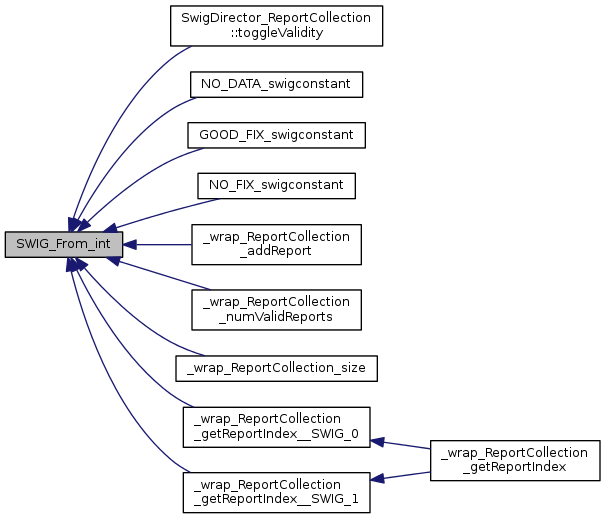 SwigDirector_ReportCollection
::toggleValidity
NO_DATA_swigconstant
GOOD_FIX_swigconstant
NO_FIX_swigconstant
SWIG_From_int
_wrap_ReportCollection
_addReport
_wrap_ReportCollection
_numValidReports
_wrap_ReportCollection_size
_wrap_ReportCollection
_getReportIndex__SWIG_0
_wrap_ReportCollection
_getReportIndex
_wrap_ReportCollection
_getReportIndex__SWIG_1